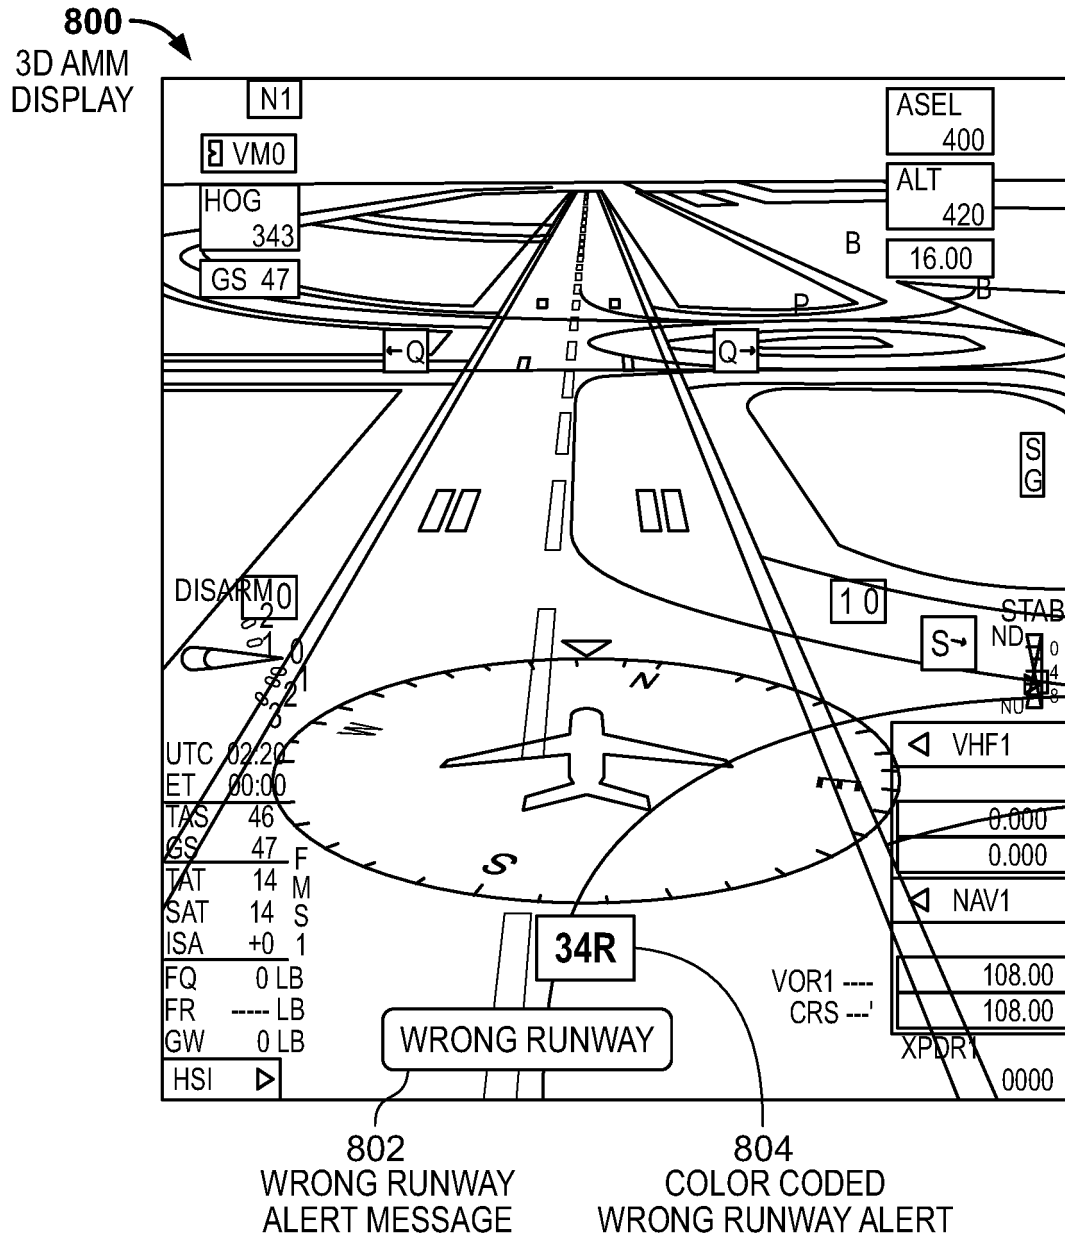 800
3D AMM
DISPLAY
N1
VM0
HOG
343
GS 47
ASEL
400
ALT
420
16.00
B
B
P
←Q
Q→
S
G
DISARM
0
10
2
1
0
1
2
3
2
S→
STAB
ND
0
4
8
NU
N
W
E
S
UTC 02:20
ET 00:00
TAS 46
GS 47
TAT 14
SAT 14
ISA +0
F
M
S
1
FQ 0 LB
FR ----- LB
GW 0 LB
HSI
VHF1
0.000
0.000
NAV1
108.00
108.00
VOR1 ----
CRS ---'
XPDR1
0000
34R
WRONG RUNWAY
802
WRONG RUNWAY
ALERT MESSAGE
804
COLOR CODED
WRONG RUNWAY ALERT